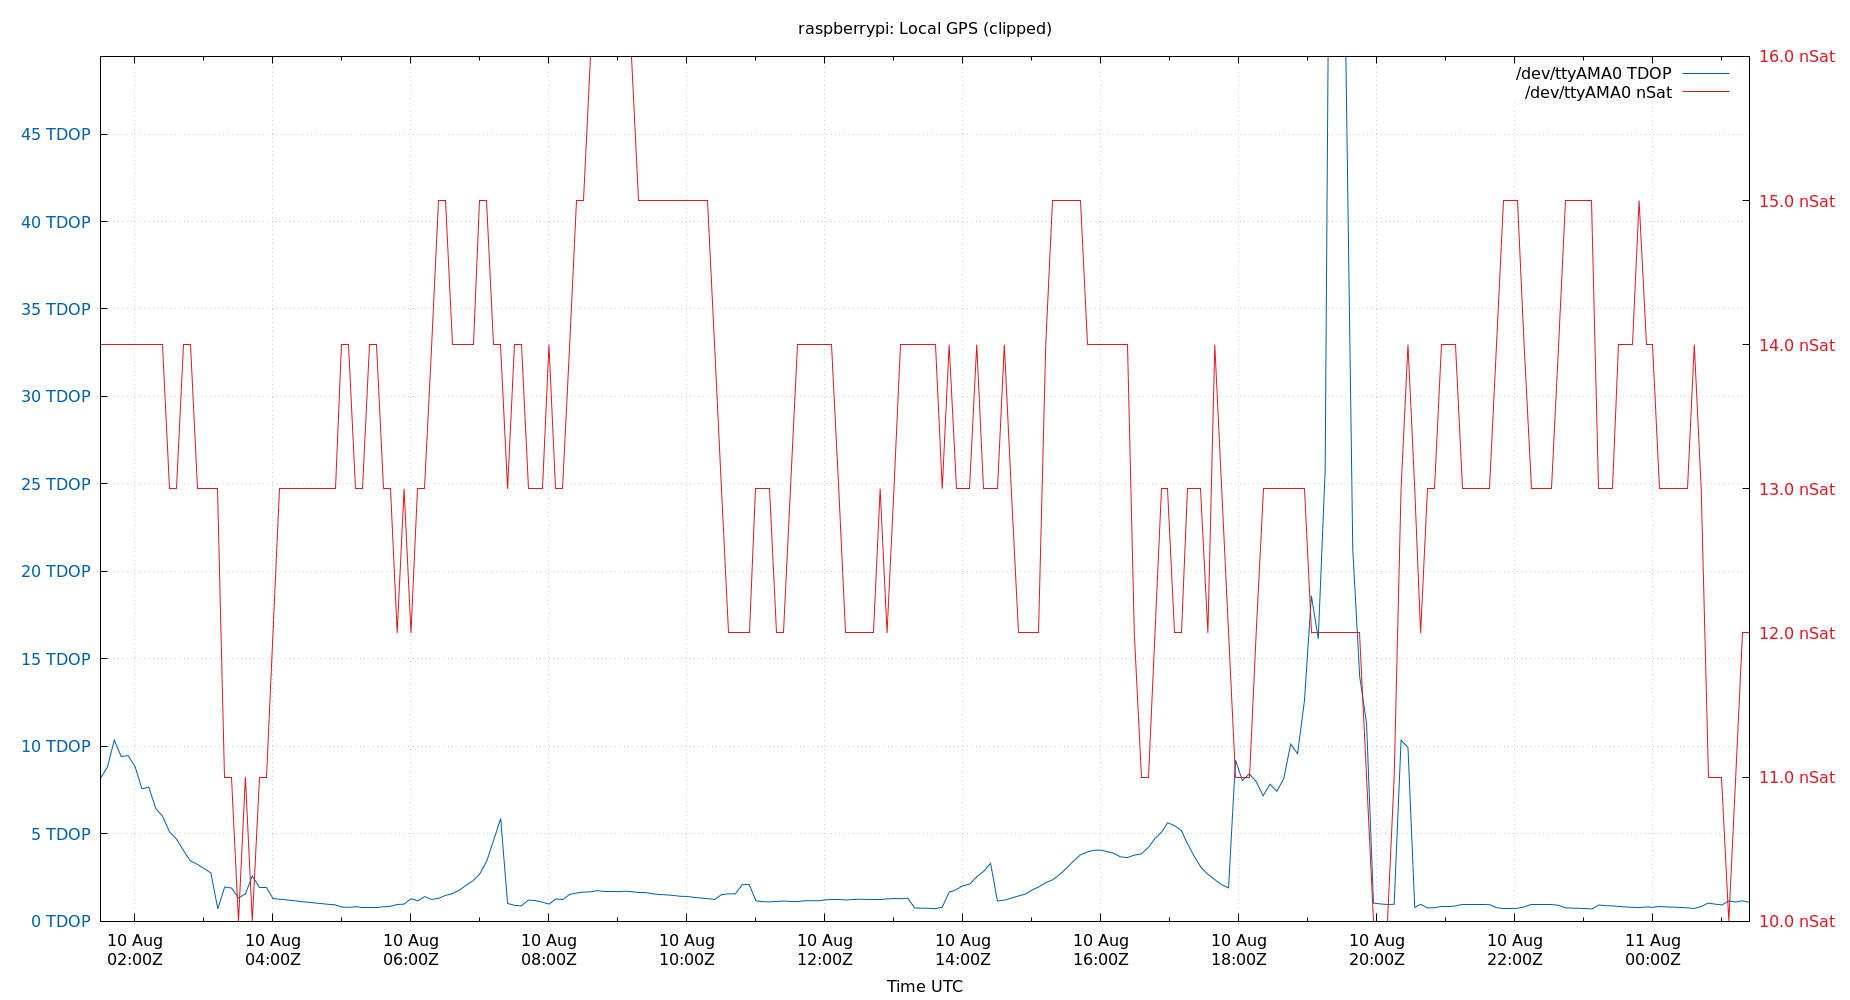 raspberrypi: Local GPS (clipped)
16.0 nSat
/dev/ttyAMA0 TDOP
/dev/ttyAMA0 nSat
45 TDOP
15.0 nSat
40 TDOP
35 TDOP
14.0 nSat
30 TDOP
25 TDOP
13.0 nSat
20 TDOP
12.0 nSat
15 TDOP
10 TDOP
11.0 nSat
5 TDOP
0 TDOP
10.0 nSat
10 Aug 10 Aug 10 Aug 10 Aug 10 Aug 10 Aug 10 Aug 10 Aug 10 Aug 10 Aug 10 Aug 11 Aug
02:00Z 04:00Z 06:00Z 08:00Z 10:00Z 12:00Z 14:00Z 16:00Z 18:00Z 20:00Z 22:00Z 00:00Z
Time UTC